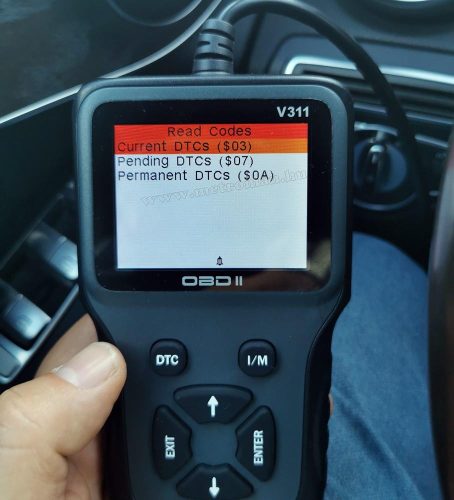 V311
Read Codes
Current DTCs ($03)
Pending DTCs ($07)
Permanent DTCs ($0A)
OBD II
DTC
I/M
EXIT
ENTER